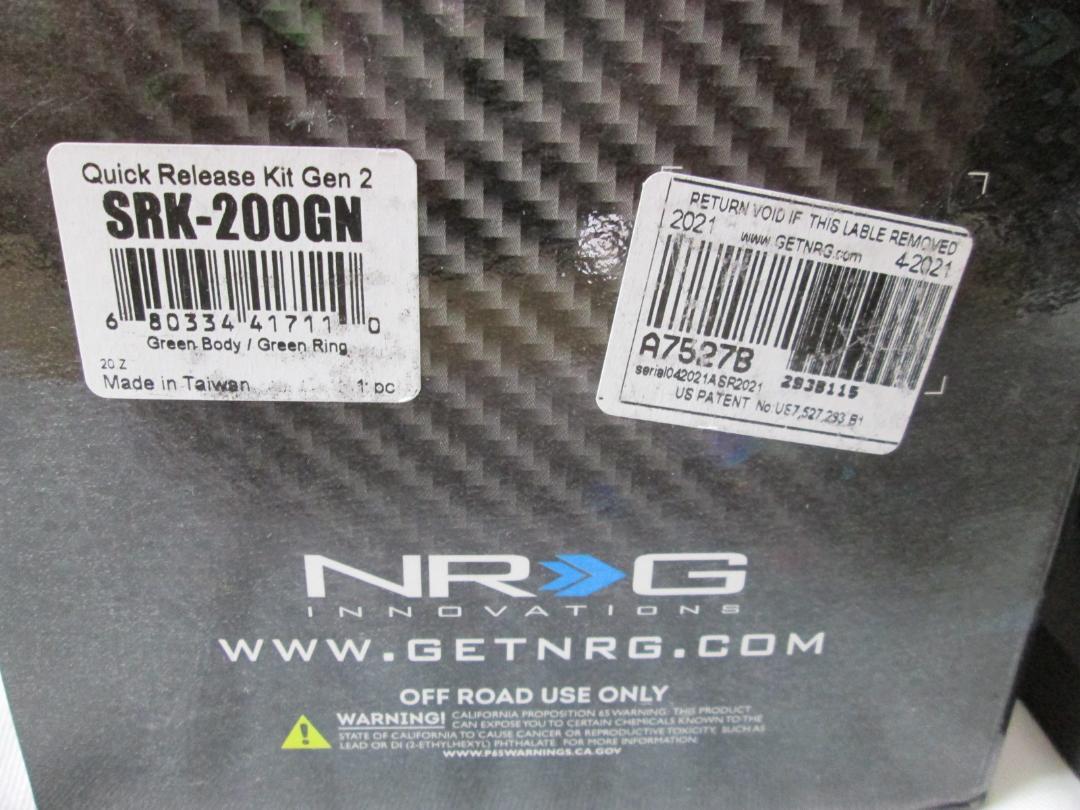 Quick Release Kit Gen 2
SRK-200GN
6 80334 41711 0
Green Body / Green Ring
20 Z
Made in Taiwan 1 pc
RETURN VOID IF THIS LABLE REMOVED
2021 www.GETNRG.com 4-2021
A7527B
serial042021ASR2021 2938115
US PATENT No:US7,527,293 B1
NRG
INNOVATIONS
WWW.GETNRG.COM
OFF ROAD USE ONLY
WARNING! CALIFORNIA PROPOSITION 65 WARNING: THIS PRODUCT
CAN EXPOSE YOU TO CERTAIN CHEMICALS KNOWN TO THE
STATE OF CALIFORNIA TO CAUSE CANCER OR REPRODUCTIVE TOXICITY, SUCH AS
LEAD OR DI (2-ETHYLHEXYL) PHTHALATE. FOR MORE INFORMATION:
WWW.P65WARNINGS.CA.GOV